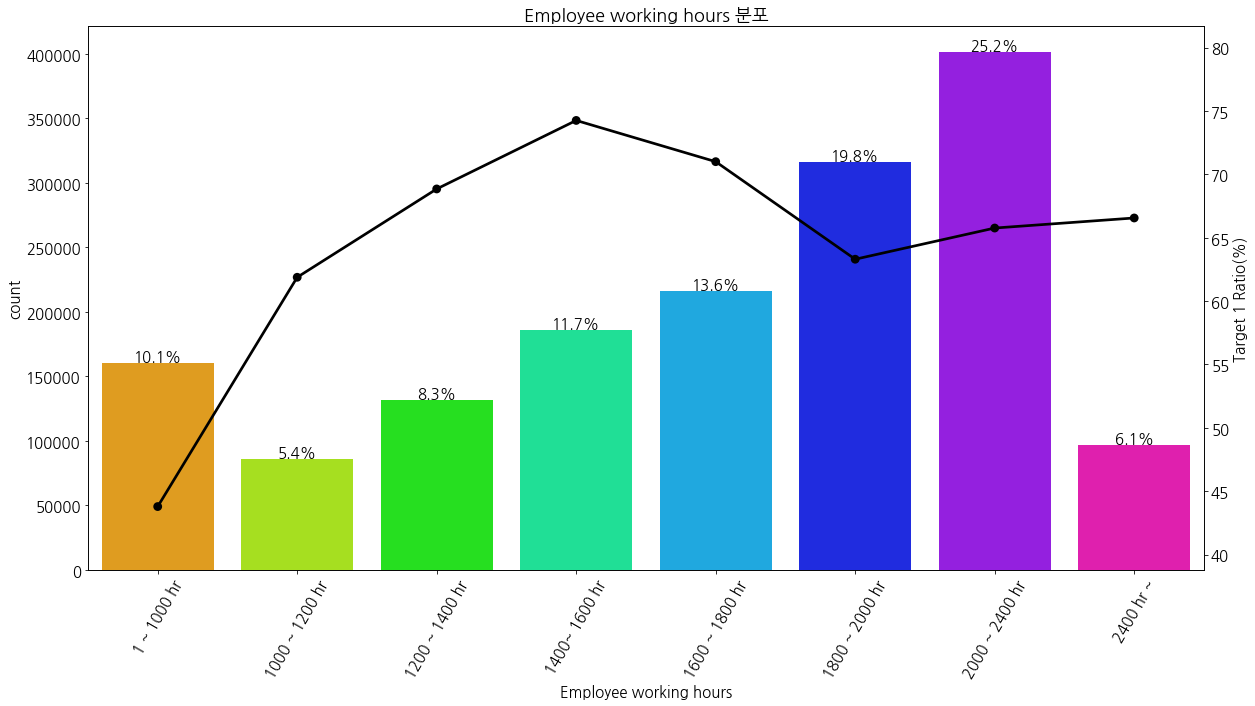 Employee working hours 분포
count
400000
350000
300000
250000
200000
150000
100000
50000
0
10.1%
5.4%
8.3%
11.7%
13.6%
19.8%
25.2%
6.1%
80
75
70
65
60
55
50
45
40
Target 1 Ratio(%)
1 ~ 1000 hr
1000 ~ 1200 hr
1200 ~ 1400 hr
1400~ 1600 hr
1600 ~ 1800 hr
1800 ~ 2000 hr
2000 ~ 2400 hr
2400 hr ~
Employee working hours